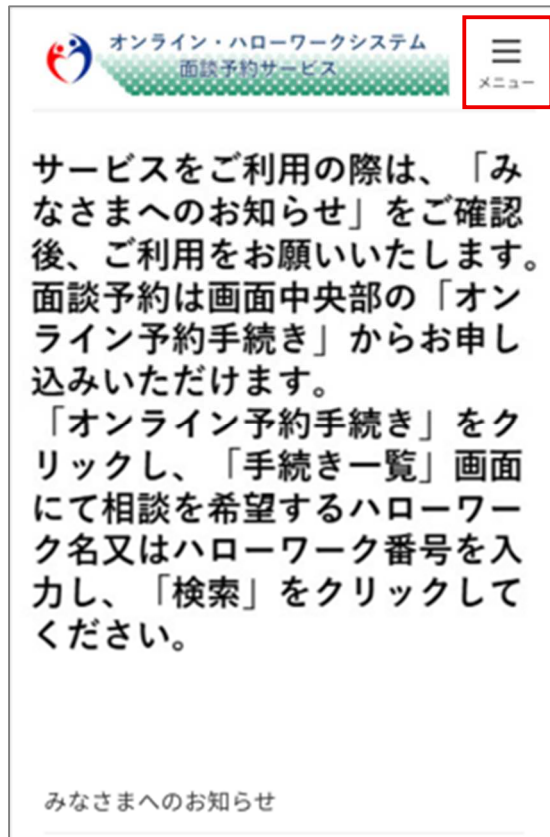 オンライン・ハローワークシステム
面談予約サービス
メニュー
サービスをご利用の際は、「み
なさまへのお知らせ」をご確認
後、ご利用をお願いいたします。
面談予約は画面中央部の「オン
ライン予約手続き」からお申し
込みいただけます。
「オンライン予約手続き」をク
リックし、「手続き一覧」画面
にて相談を希望するハローワー
ク名又はハローワーク番号を入
力し、「検索」をクリックして
ください。
みなさまへのお知らせ